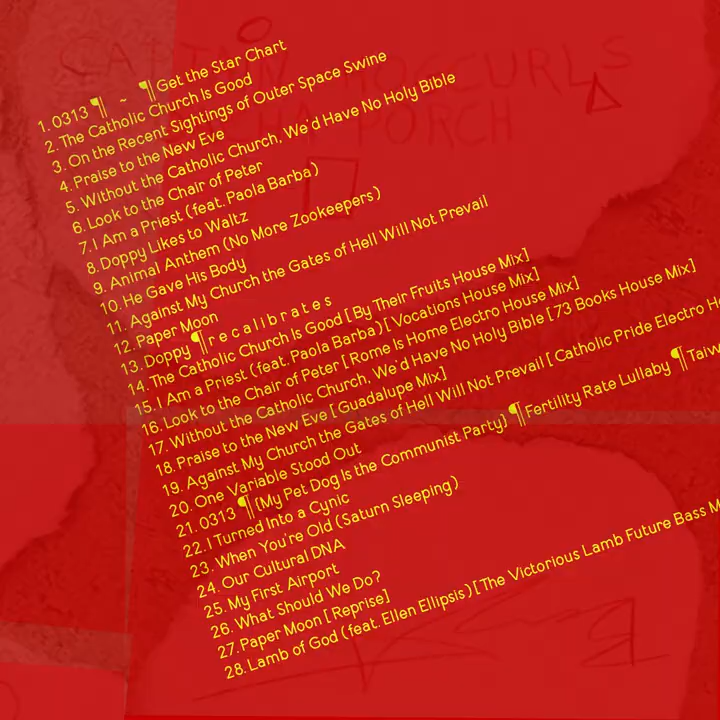 CAPTAIN
PORCH
1. 0313 ¶ ~ ¶ Get the Star Chart
2. The Catholic Church Is Good
3. On the Recent Sightings of Outer Space Swine
4. Praise to the New Eve
5. Without the Catholic Church, We'd Have No Holy Bible
6. Look to the Chair of Peter
7. I Am a Priest (feat. Paola Barba)
8. Doppy Likes to Waltz
9. Animal Anthem (No More Zookeepers)
10. He Gave His Body
11. Against My Church the Gates of Hell Will Not Prevail
12. Paper Moon
13. Doppy ¶ r e c a l i b r a t e s
14. The Catholic Church Is Good [By Their Fruits House Mix]
15. I Am a Priest (feat. Paola Barba) [Vocations House Mix]
16. Look to the Chair of Peter [Rome Is Home Electro House Mix]
17. Without the Catholic Church, We'd Have No Holy Bible [73 Books House Mix]
18. Praise to the New Eve [Guadalupe Mix]
19. Against My Church the Gates of Hell Will Not Prevail [Catholic Pride Electro Ho
20. One Variable Stood Out
21. 0313 ¶ (My Pet Dog Is the Communist Party) ¶ Fertility Rate Lullaby ¶ Taiw
22. I Turned Into a Cynic
23. When You're Old (Saturn Sleeping)
24. Our Cultural DNA
25. My First Airport
26. What Should We Do?
27. Paper Moon [Reprise]
28. Lamb of God (feat. Ellen Ellipsis) [The Victorious Lamb Future Bass M